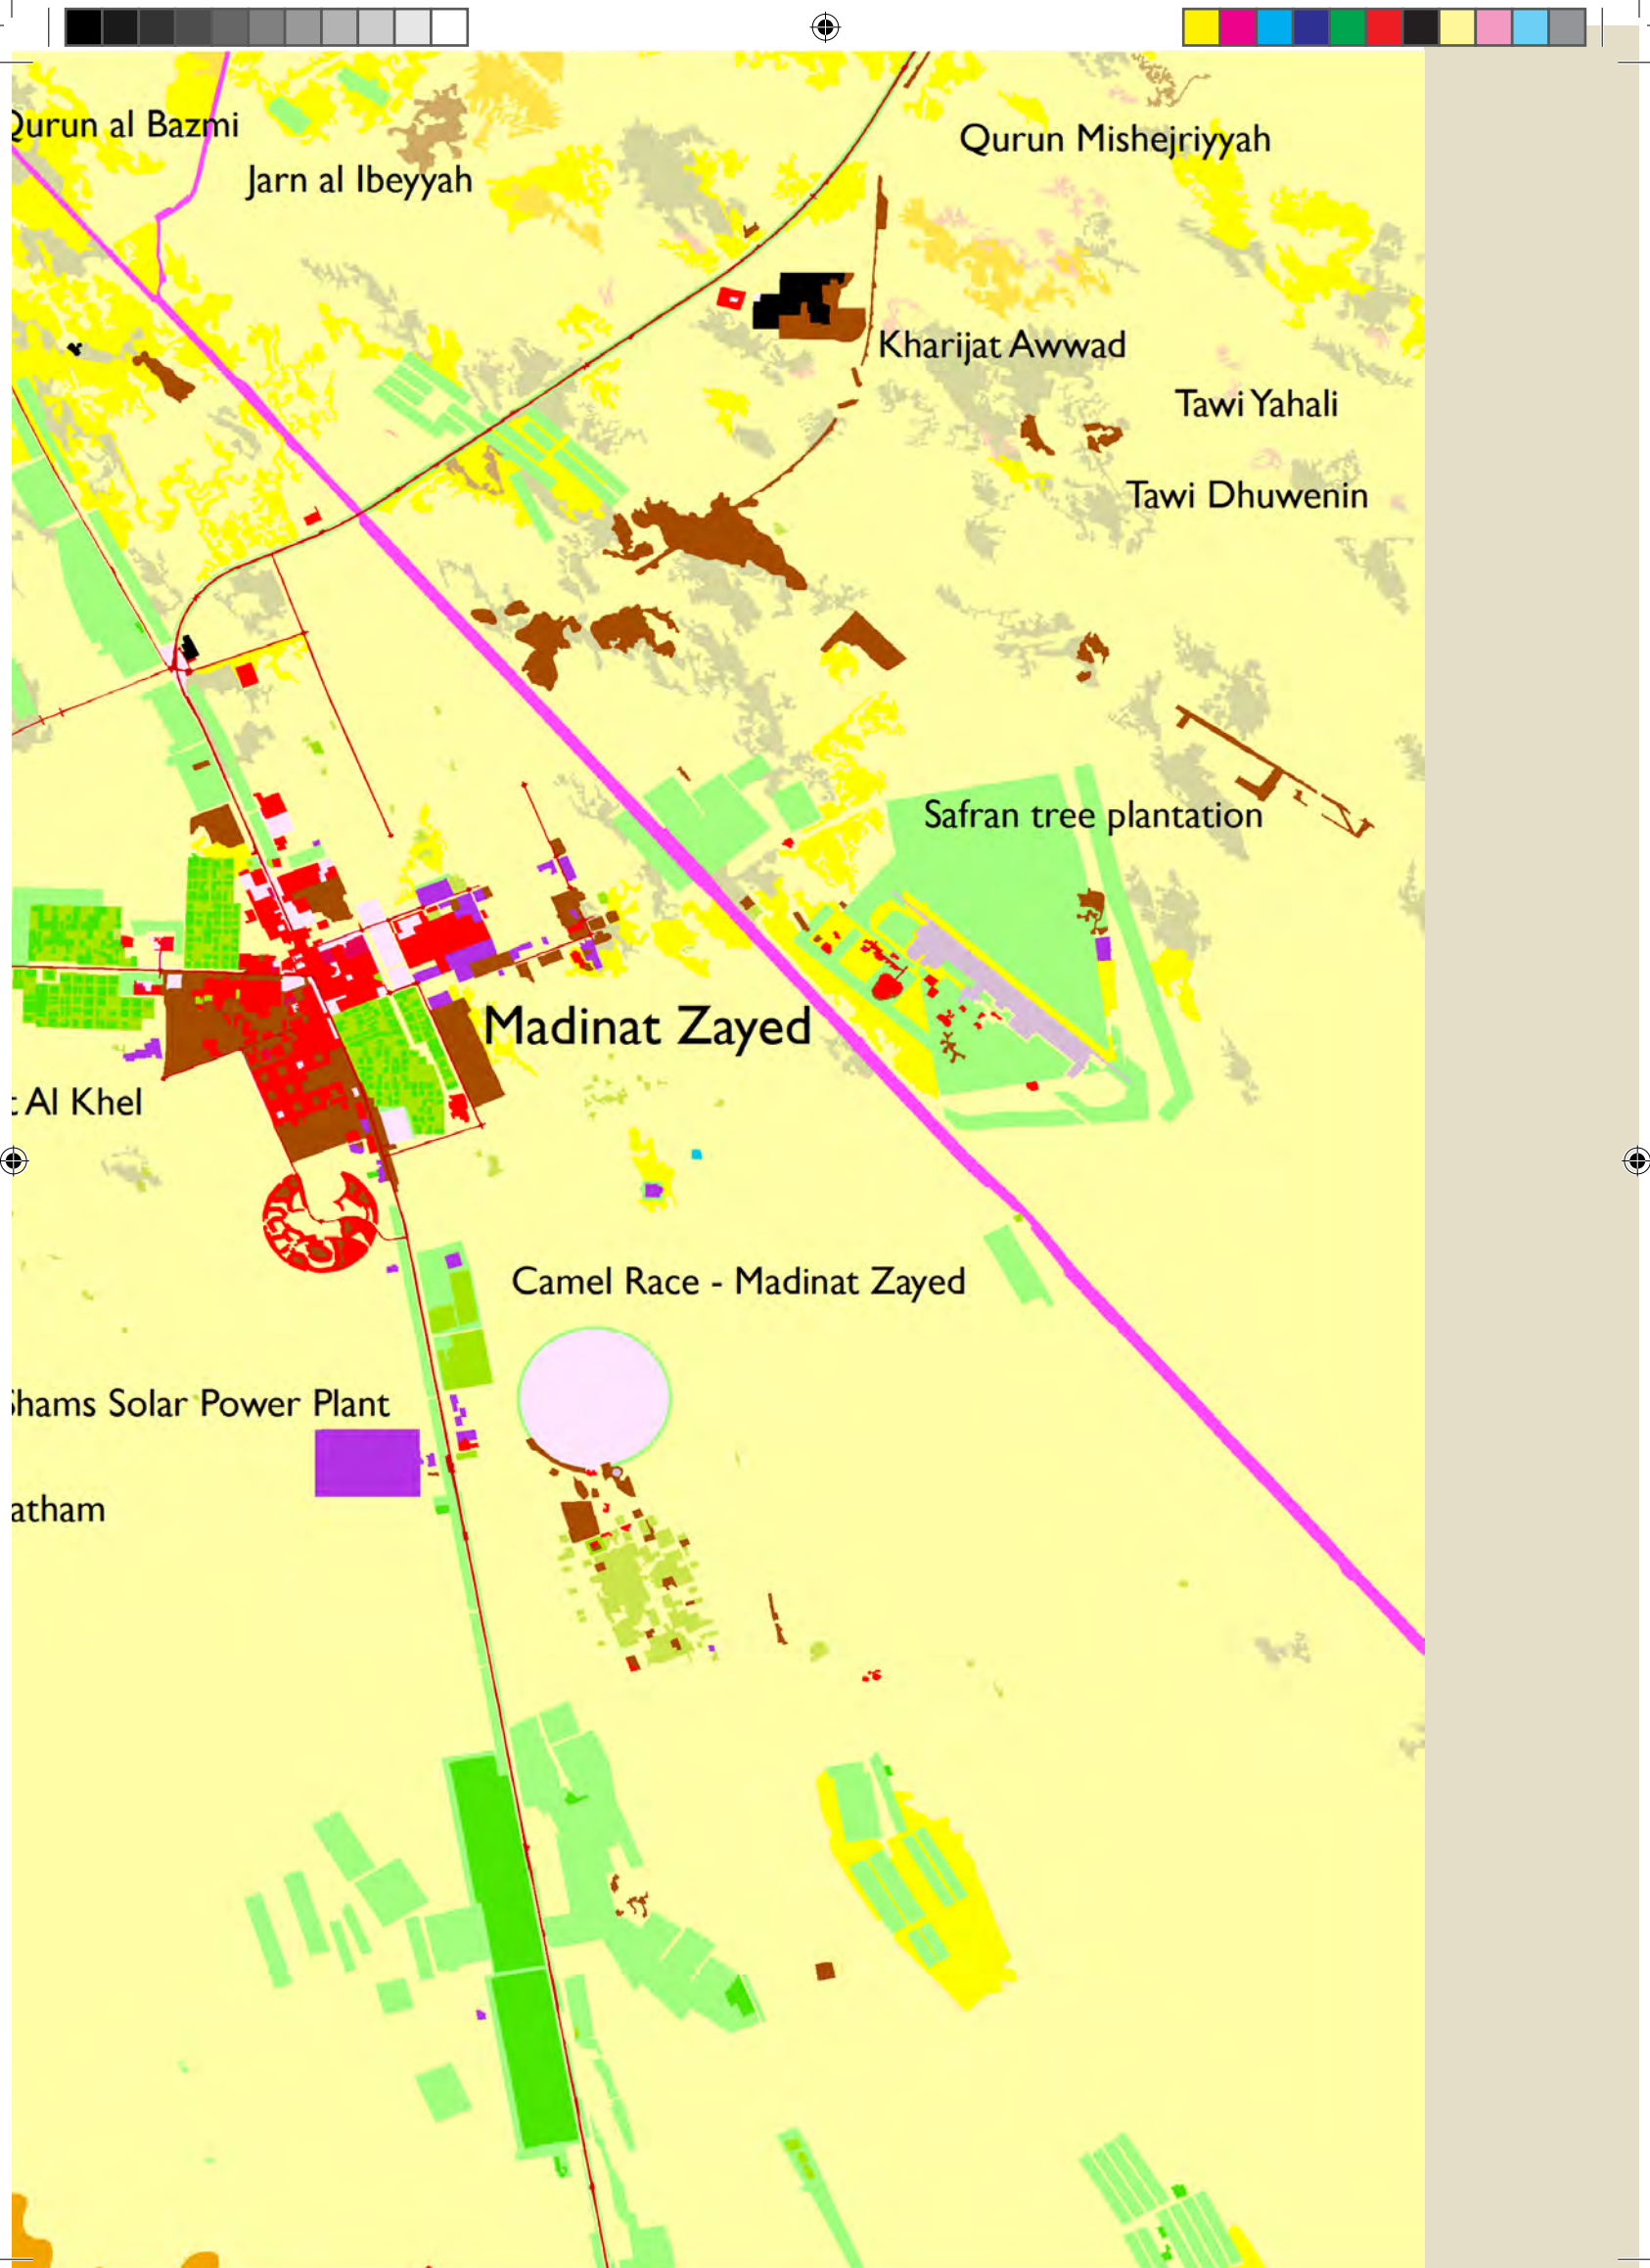 Qurun al Bazmi
Qurun Mishejriyyah
Jarn al Ibeyyah
Kharijat Awwad
Tawi Yahali
Tawi Dhuwenin
Safran tree plantation
Madinat Zayed
Al Khel
Camel Race - Madinat Zayed
Shams Solar Power Plant
atham